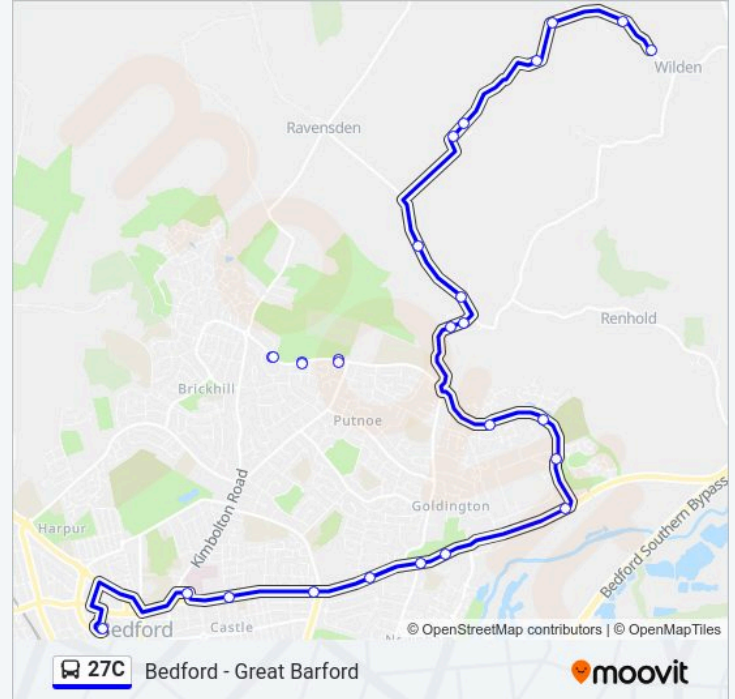 Wilden
Ravensden
Renhold
Brickhill
Putnoe
Kimbolton Road
Goldington
Harpur
Bedford Southern Bypass
Bedford
Castle
© OpenStreetMap contributors | © OpenMapTiles
27C Bedford - Great Barford moovit